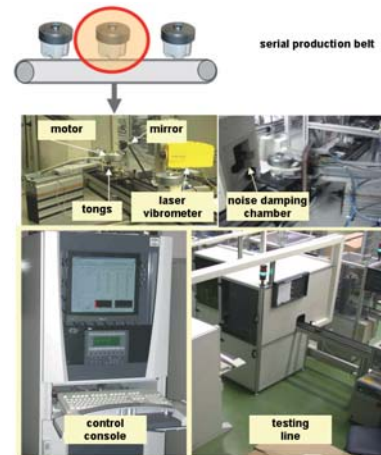 serial production belt
motor
mirror
tongs
laser
vibrometer
noise damping
chamber
control
console
testing
line